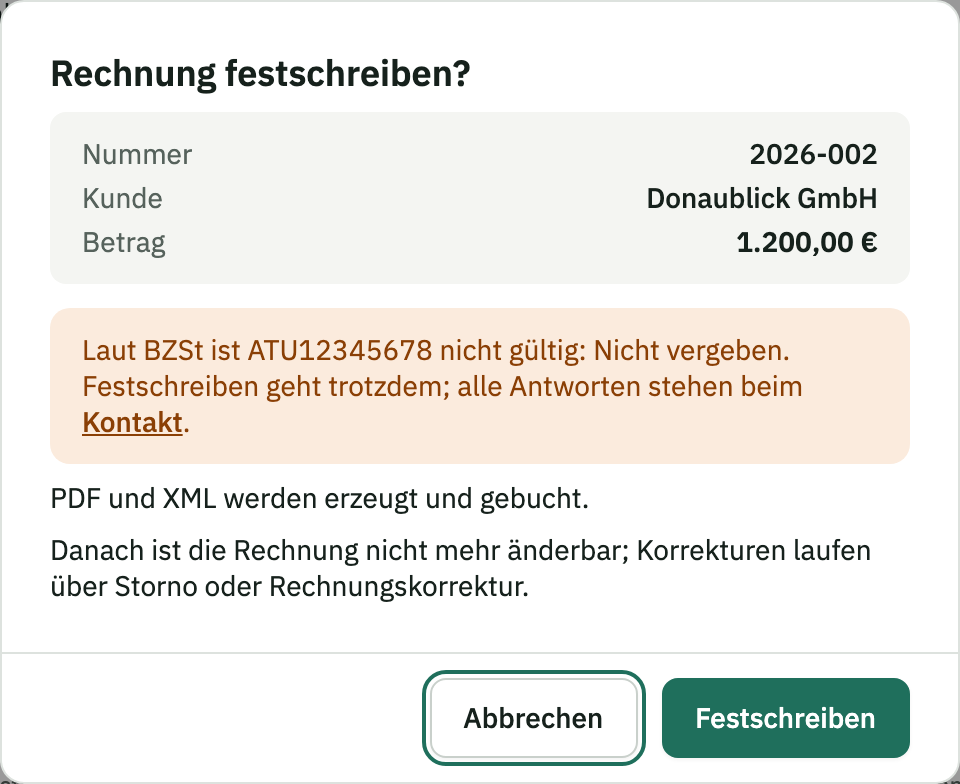 Rechnung festschreiben?
Nummer 2026-002
Kunde Donaublick GmbH
Betrag 1.200,00 €
Laut BZSt ist ATU12345678 nicht gültig: Nicht vergeben.
Festschreiben geht trotzdem; alle Antworten stehen beim
Kontakt.
PDF und XML werden erzeugt und gebucht.
Danach ist die Rechnung nicht mehr änderbar; Korrekturen laufen
über Storno oder Rechnungskorrektur.
Abbrechen Festschreiben